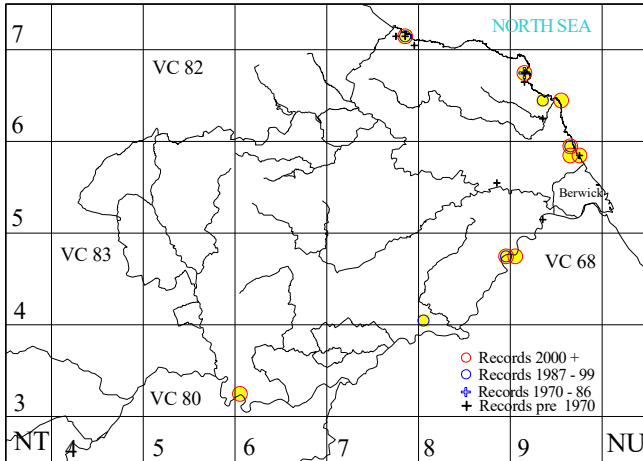 7
NORTH SEA
VC 82
6
Berwick
5
VC 83
VC 68
4
Records 2000 +
Records 1987 - 99
VC 80
Records 1970 - 86
Records pre 1970
3
NT 4 5 6 7 8 9 NU